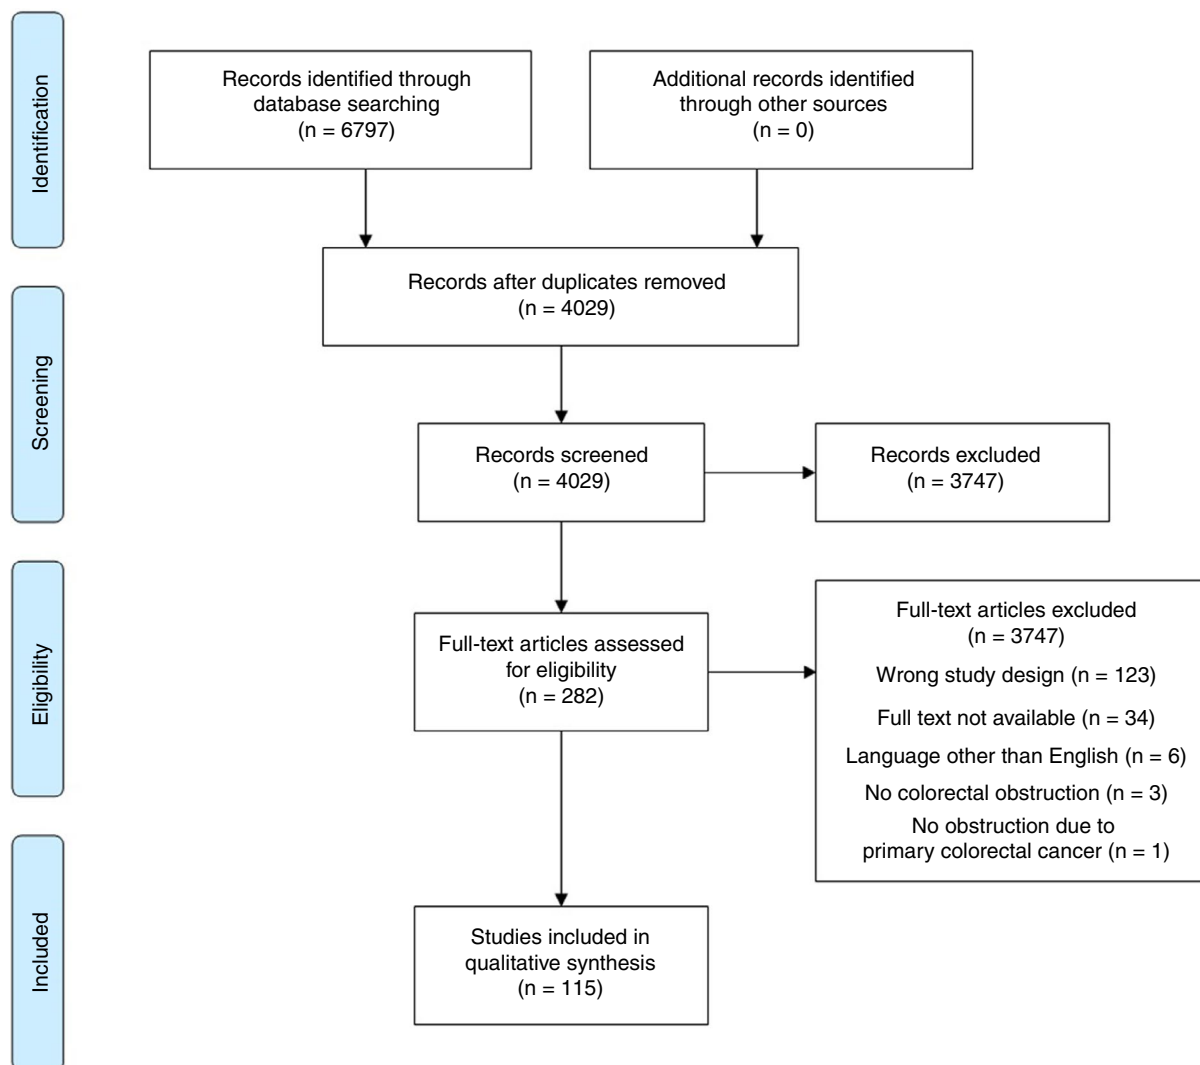 Identification
Records identified through
database searching
(n = 6797)
Additional records identified
through other sources
(n = 0)
Records after duplicates removed
(n = 4029)
Screening
Records screened
(n = 4029)
Records excluded
(n = 3747)
Eligibility
Full-text articles assessed
for eligibility
(n = 282)
Full-text articles excluded
(n = 3747)
Wrong study design (n = 123)
Full text not available (n = 34)
Language other than English (n = 6)
No colorectal obstruction (n = 3)
No obstruction due to
primary colorectal cancer (n = 1)
Included
Studies included in
qualitative synthesis
(n = 115)